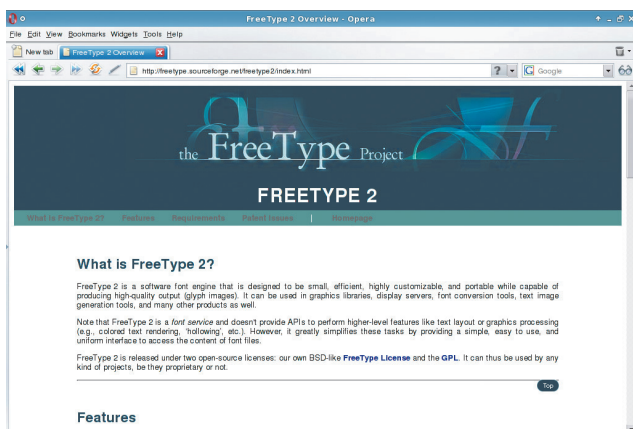 FreeType 2 Overview - Opera
File Edit View Bookmarks Widgets Tools Help
New tab FreeType 2 Overview
http://freetype.sourceforge.net/freetype2/index.html ? G Google
the FreeType Project
FREETYPE 2
What is FreeType 2? Features Requirements Patent Issues | Homepage
What is FreeType 2?
FreeType 2 is a software font engine that is designed to be small, efficient, highly customizable, and portable while capable of
producing high-quality output (glyph images). It can be used in graphics libraries, display servers, font conversion tools, text image
generation tools, and many other products as well.
Note that FreeType 2 is a font service and doesn't provide APIs to perform higher-level features like text layout or graphics processing
(e.g., colored text rendering, 'hollowing', etc.). However, it greatly simplifies these tasks by providing a simple, easy to use, and
uniform interface to access the content of font files.
FreeType 2 is released under two open-source licenses: our own BSD-like FreeType License and the GPL. It can thus be used by any
kind of projects, be they proprietary or not.
Top
Features